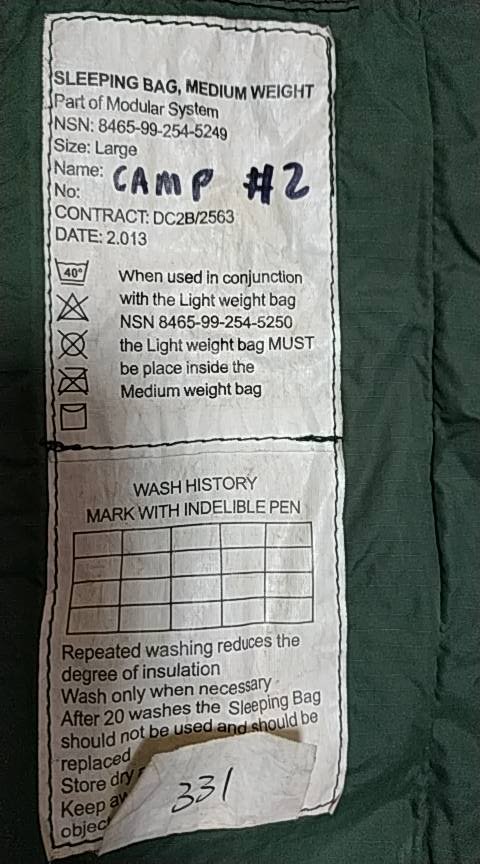 SLEEPING BAG, MEDIUM WEIGHT
Part of Modular System
NSN: 8465-99-254-5249
Size: Large
Name: CAMP #2
No:
CONTRACT: DC2B/2563
DATE: 2.013
40°
When used in conjunction
with the Light weight bag
NSN 8465-99-254-5250
the Light weight bag MUST
be place inside the
Medium weight bag
WASH HISTORY
MARK WITH INDELIBLE PEN
Repeated washing reduces the
degree of insulation
Wash only when necessary
After 20 washes the Sleeping Bag
should not be used and should be
replaced
Store dry
Keep
331